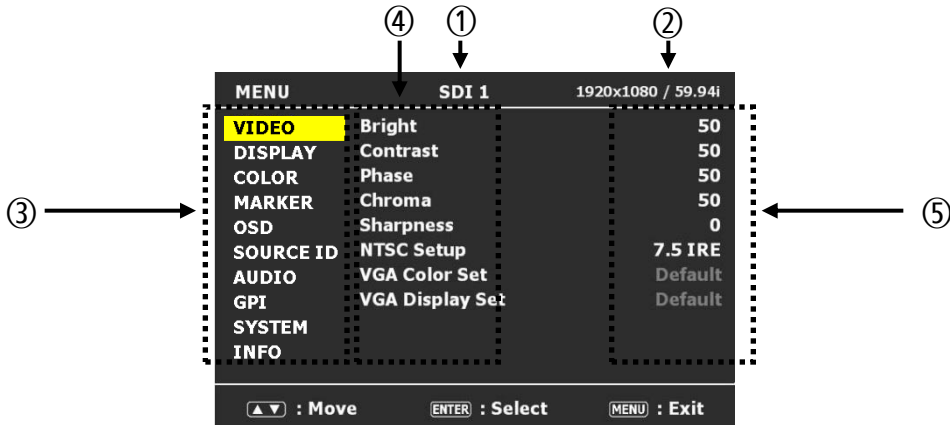 ④ ① ②
MENU SDI 1 1920x1080 / 59.94i
VIDEO Bright 50
DISPLAY Contrast 50
COLOR Phase 50
MARKER Chroma 50
③ ⑤
OSD Sharpness 0
SOURCE ID NTSC Setup 7.5 IRE
AUDIO VGA Color Set Default
GPI VGA Display Set Default
SYSTEM
INFO
▲▼ : Move ENTER : Select MENU : Exit